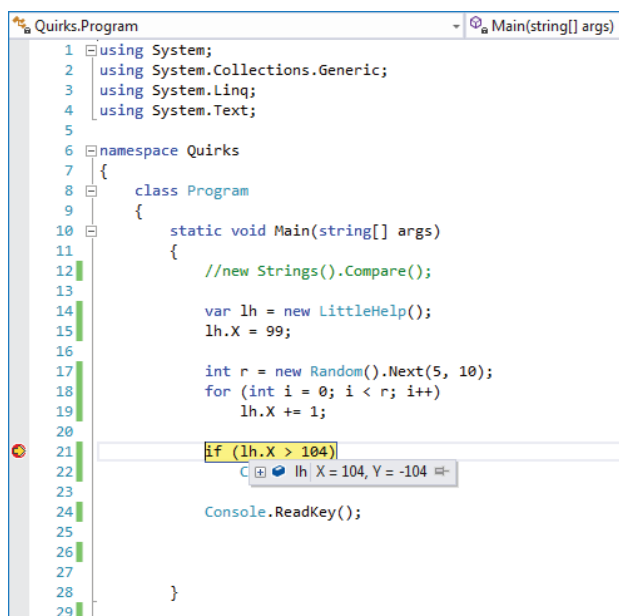 Quirks.Program Main(string[] args)
1 using System;
2 using System.Collections.Generic;
3 using System.Linq;
4 using System.Text;
5
6 namespace Quirks
7 {
8 class Program
9 {
10 static void Main(string[] args)
11 {
12 //new Strings().Compare();
13
14 var lh = new LittleHelp();
15 lh.X = 99;
16
17 int r = new Random().Next(5, 10);
18 for (int i = 0; i < r; i++)
19 lh.X += 1;
20
21 if (lh.X > 104)
22 C lh X = 104, Y = -104
23
24 Console.ReadKey();
25
26
27
28 }
29